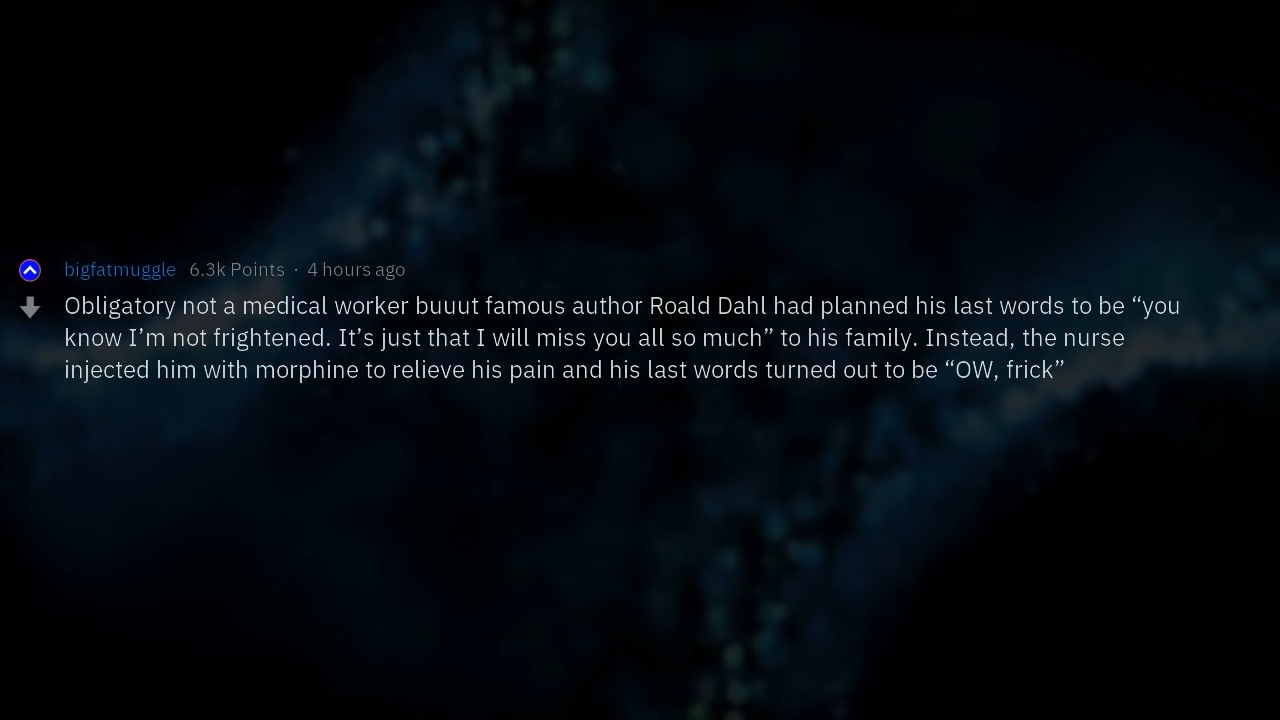 bigfatmuggle 6.3k Points · 4 hours ago
Obligatory not a medical worker buuut famous author Roald Dahl had planned his last words to be “you
know I’m not frightened. It’s just that I will miss you all so much” to his family. Instead, the nurse
injected him with morphine to relieve his pain and his last words turned out to be “OW, frick”